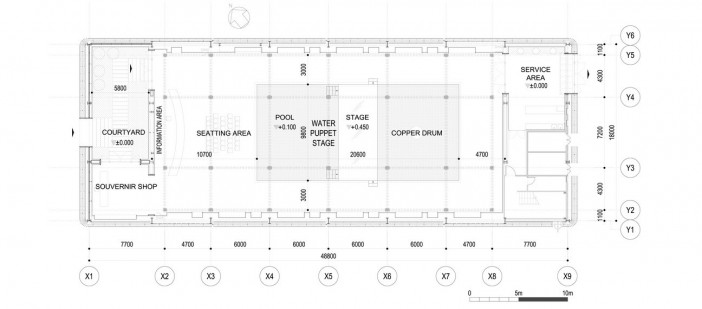 Y6
Y5
1100
3000
SERVICE
AREA
±0.000
4300
5800
Y4
COURTYARD
±0.000
INFORMATION AREA
SEATTING AREA
POOL
+0.100
9800
WATER
PUPPET
STAGE
STAGE
+0.450
COPPER DRUM
7200
18000
10700
20600
4700
Y3
SOUVERNIR SHOP
3000
4300
Y2
1100
Y1
7700
4700
6000
6000
6000
6000
4700
7700
48800
X1
X2
X3
X4
X5
X6
X7
X8
X9
0
5m
10m